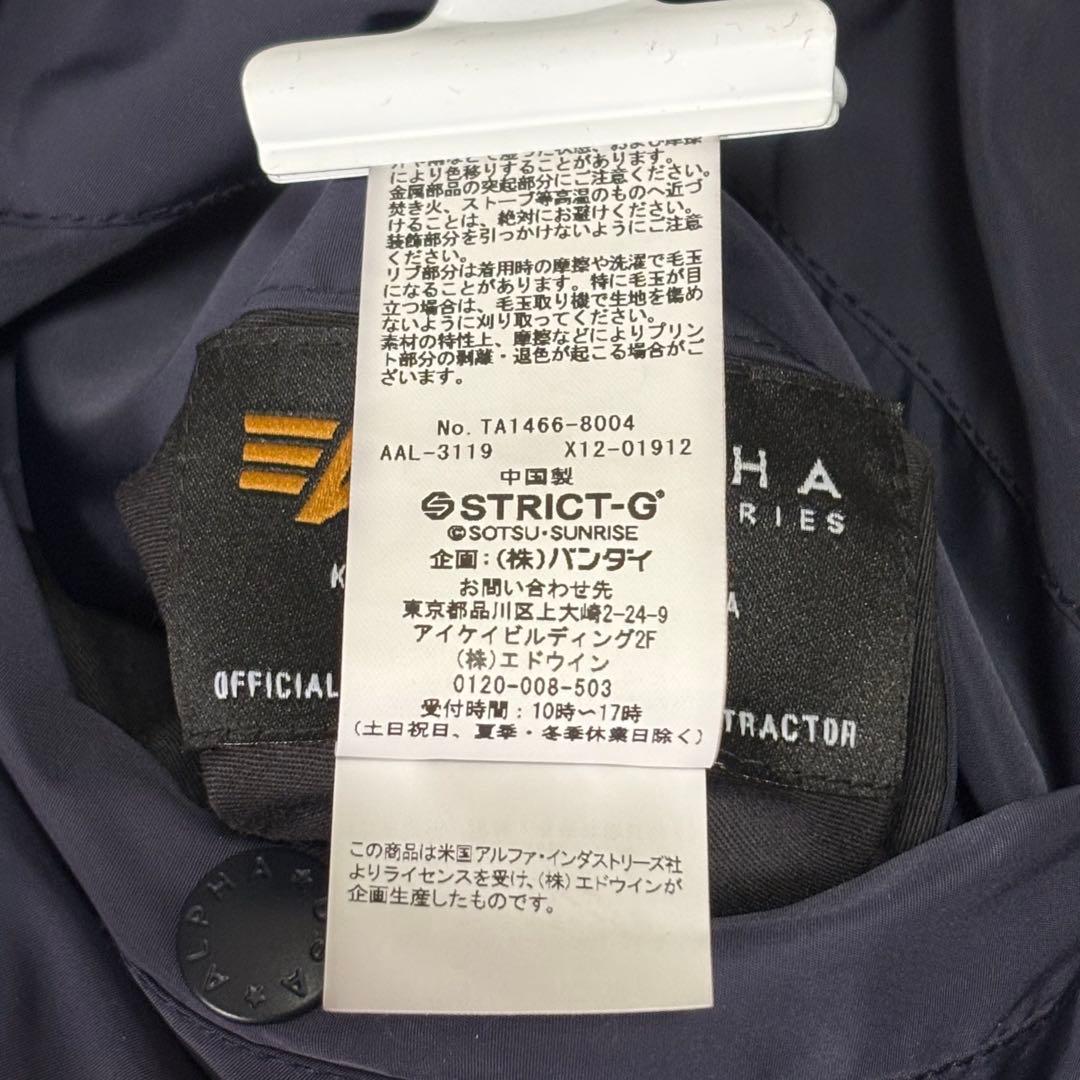 により色移りすることがあります。
金属部品の突起部分にご注意ください。
焚き火、ストーブ等高温のものへ近づ
けることは、絶対にお避けください。
装飾部分を引っかけないようにご注意
ください。
リブ部分は着用時の摩擦や洗濯で毛玉
になることがあります。特に毛玉が目
立つ場合は、毛玉取り機で生地を傷め
ないように刈り取ってください。
素材の特性上、摩擦などによりプリン
ト部分の剥離・退色が起こる場合がご
ざいます。
No. TA1466-8004
AAL-3119 X12-01912
中国製
STRICT-G®
©SOTSU・SUNRISE
企画：(株)バンダイ
お問い合わせ先
東京都品川区上大崎2-24-9
アイケイビルディング2F
(株)エドウイン
0120-008-503
受付時間：10時〜17時
(土日祝日、夏季・冬季休業日除く)
HA
RIES
K
A
OFFICIAL
TRACTOR
この商品は米国アルファ・インダストリーズ社
よりライセンスを受け、(株)エドウインが
企画生産したものです。
ALPHA ★ USA ★